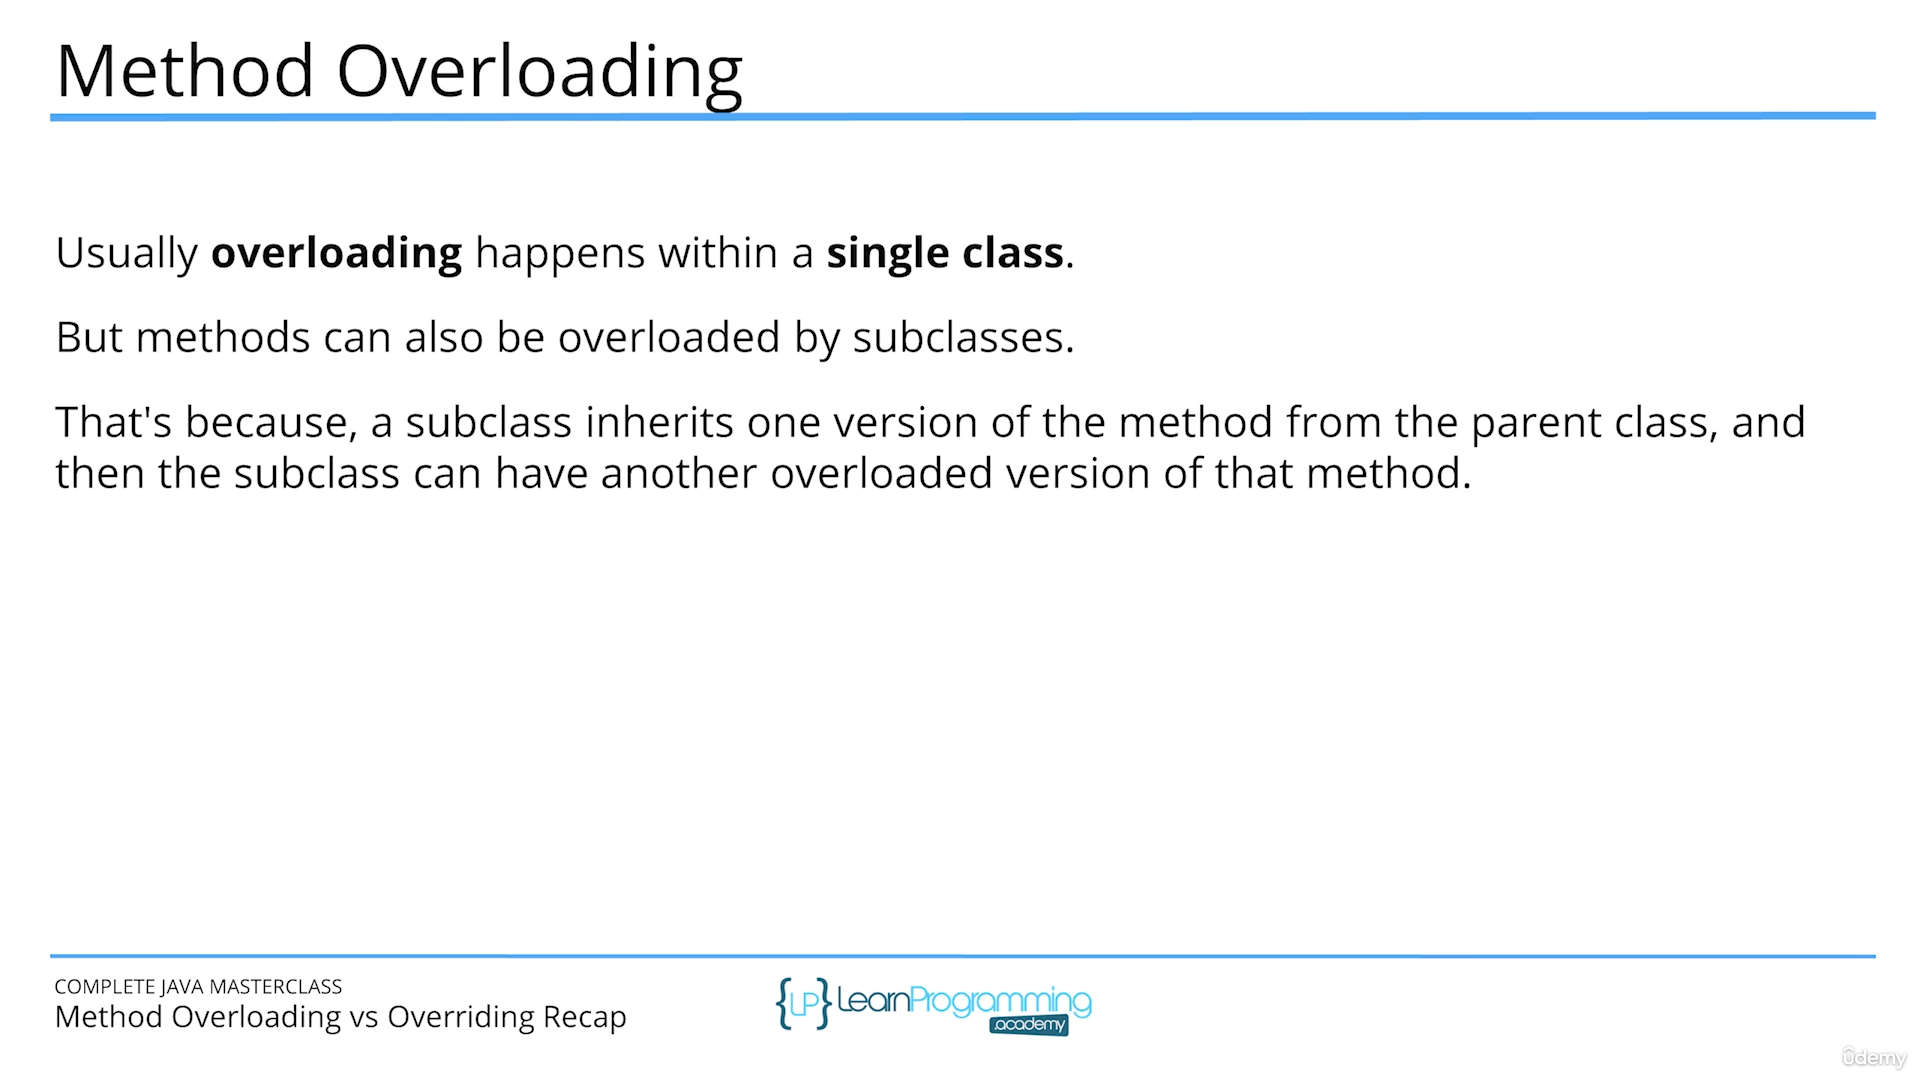 Method Overloading
Usually overloading happens within a single class.
But methods can also be overloaded by subclasses.
That's because, a subclass inherits one version of the method from the parent class, and
then the subclass can have another overloaded version of that method.
COMPLETE JAVA MASTERCLASS
Method Overloading vs Overriding Recap
{LP} LearnProgramming
.academy
ûdemy